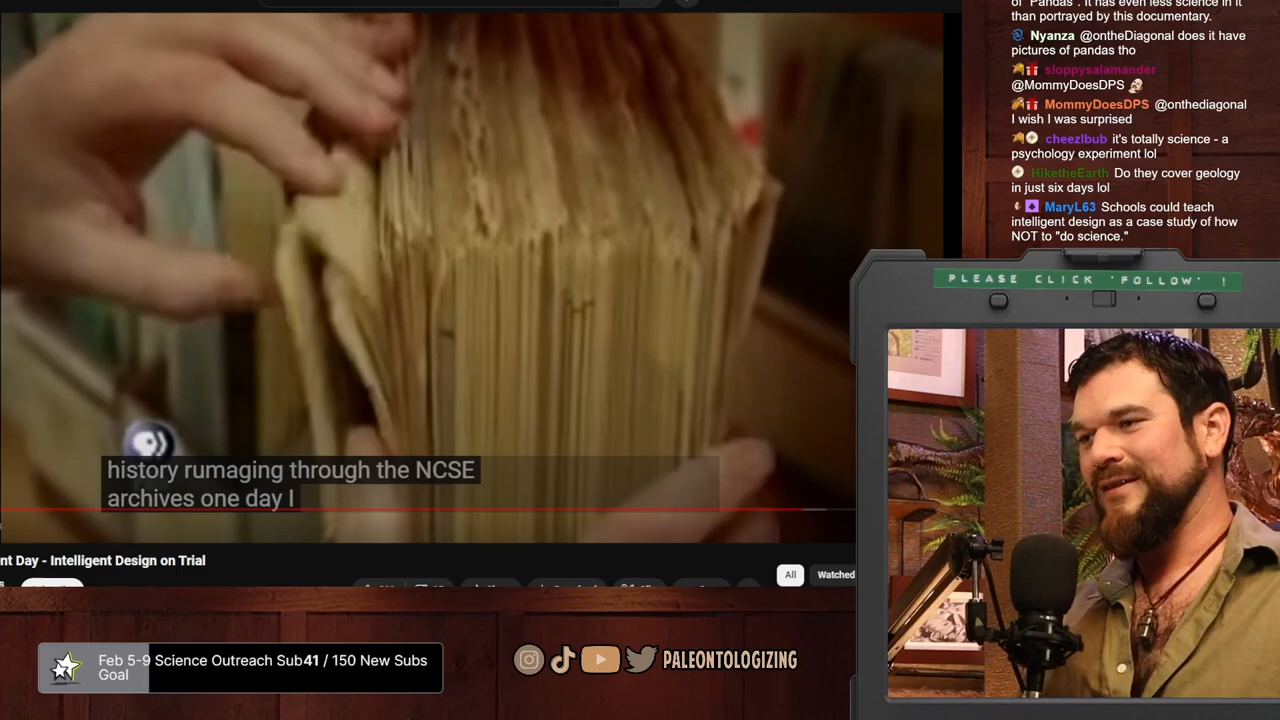 of "Pandas". It has even less science in it
than portrayed by this documentary.
Nyanza @ontheDiagonal does it have
pictures of pandas tho
sloppysalamander
@MommyDoesDPS
MommyDoesDPS @onthediagonal
I wish I was surprised
cheezlbub it's totally science - a
psychology experiment lol
HiketheEarth Do they cover geology
in just six days lol
MaryL63 Schools could teach
intelligent design as a case study of how
NOT to "do science."
PLEASE CLICK 'FOLLOW' !
history rumaging through the NCSE
archives one day I
nt Day - Intelligent Design on Trial
All Watched
Feb 5-9 Science Outreach Sub 41 / 150 New Subs
Goal
PALEONTOLOGIZING